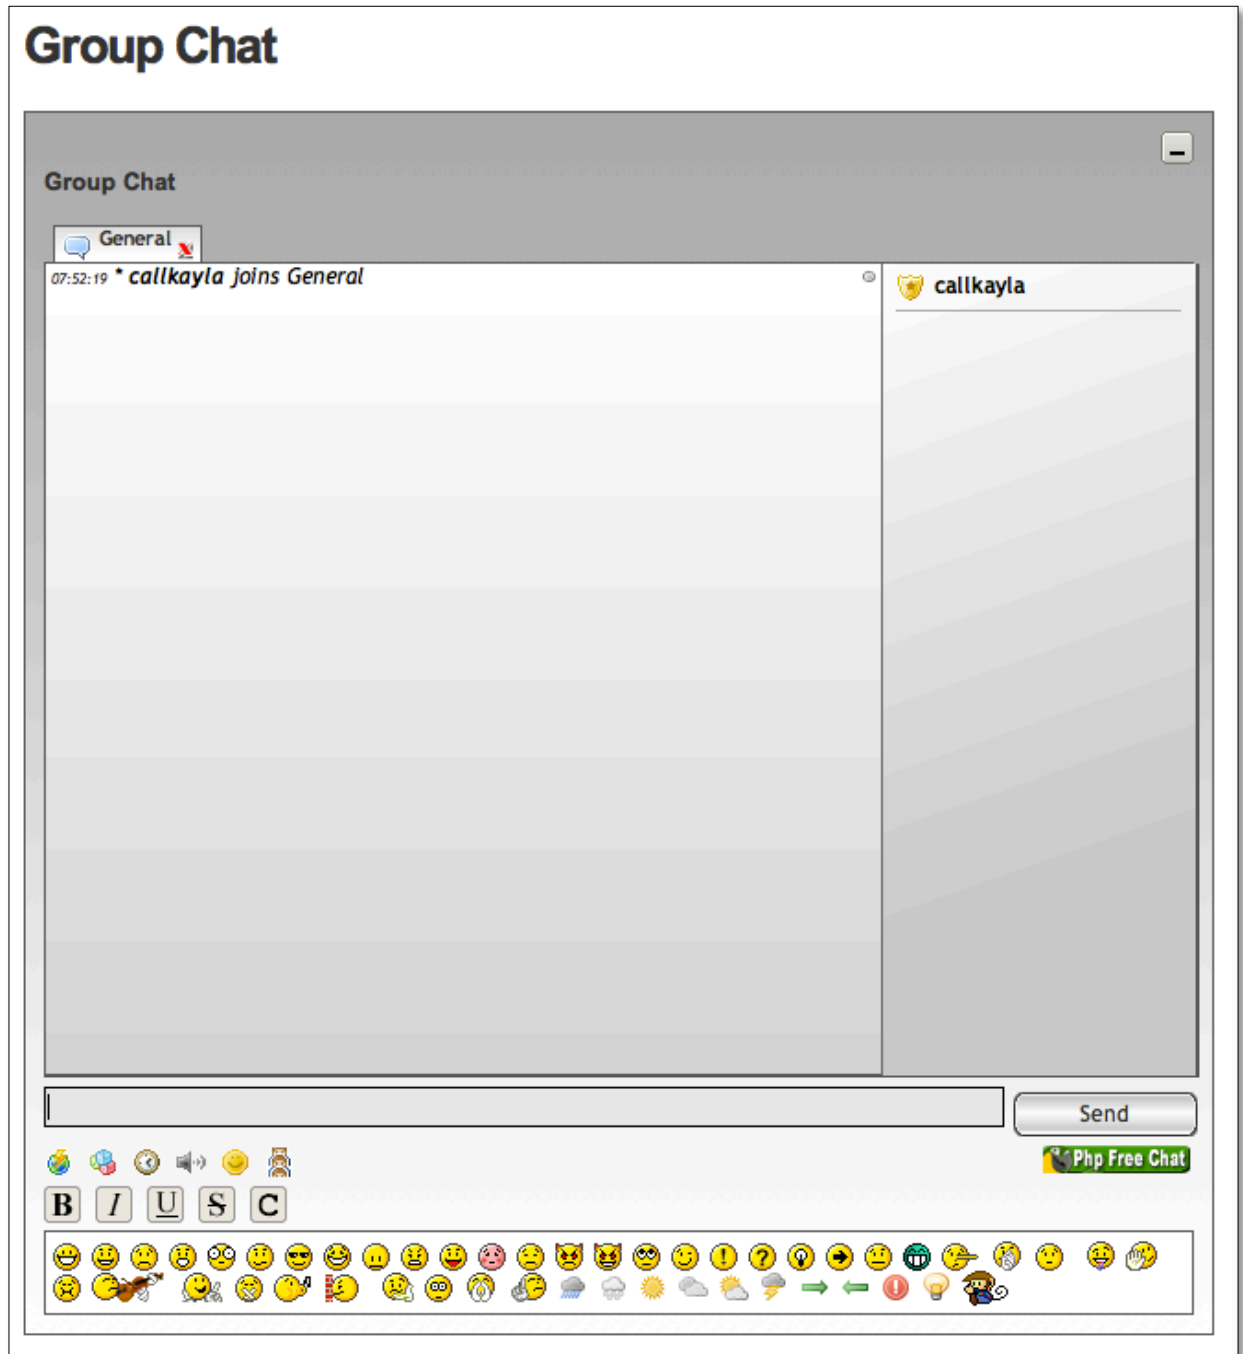 Group Chat
Group Chat
General x
07:52:19 * callkayla joins General
callkayla
Send
Php Free Chat
B I U S C